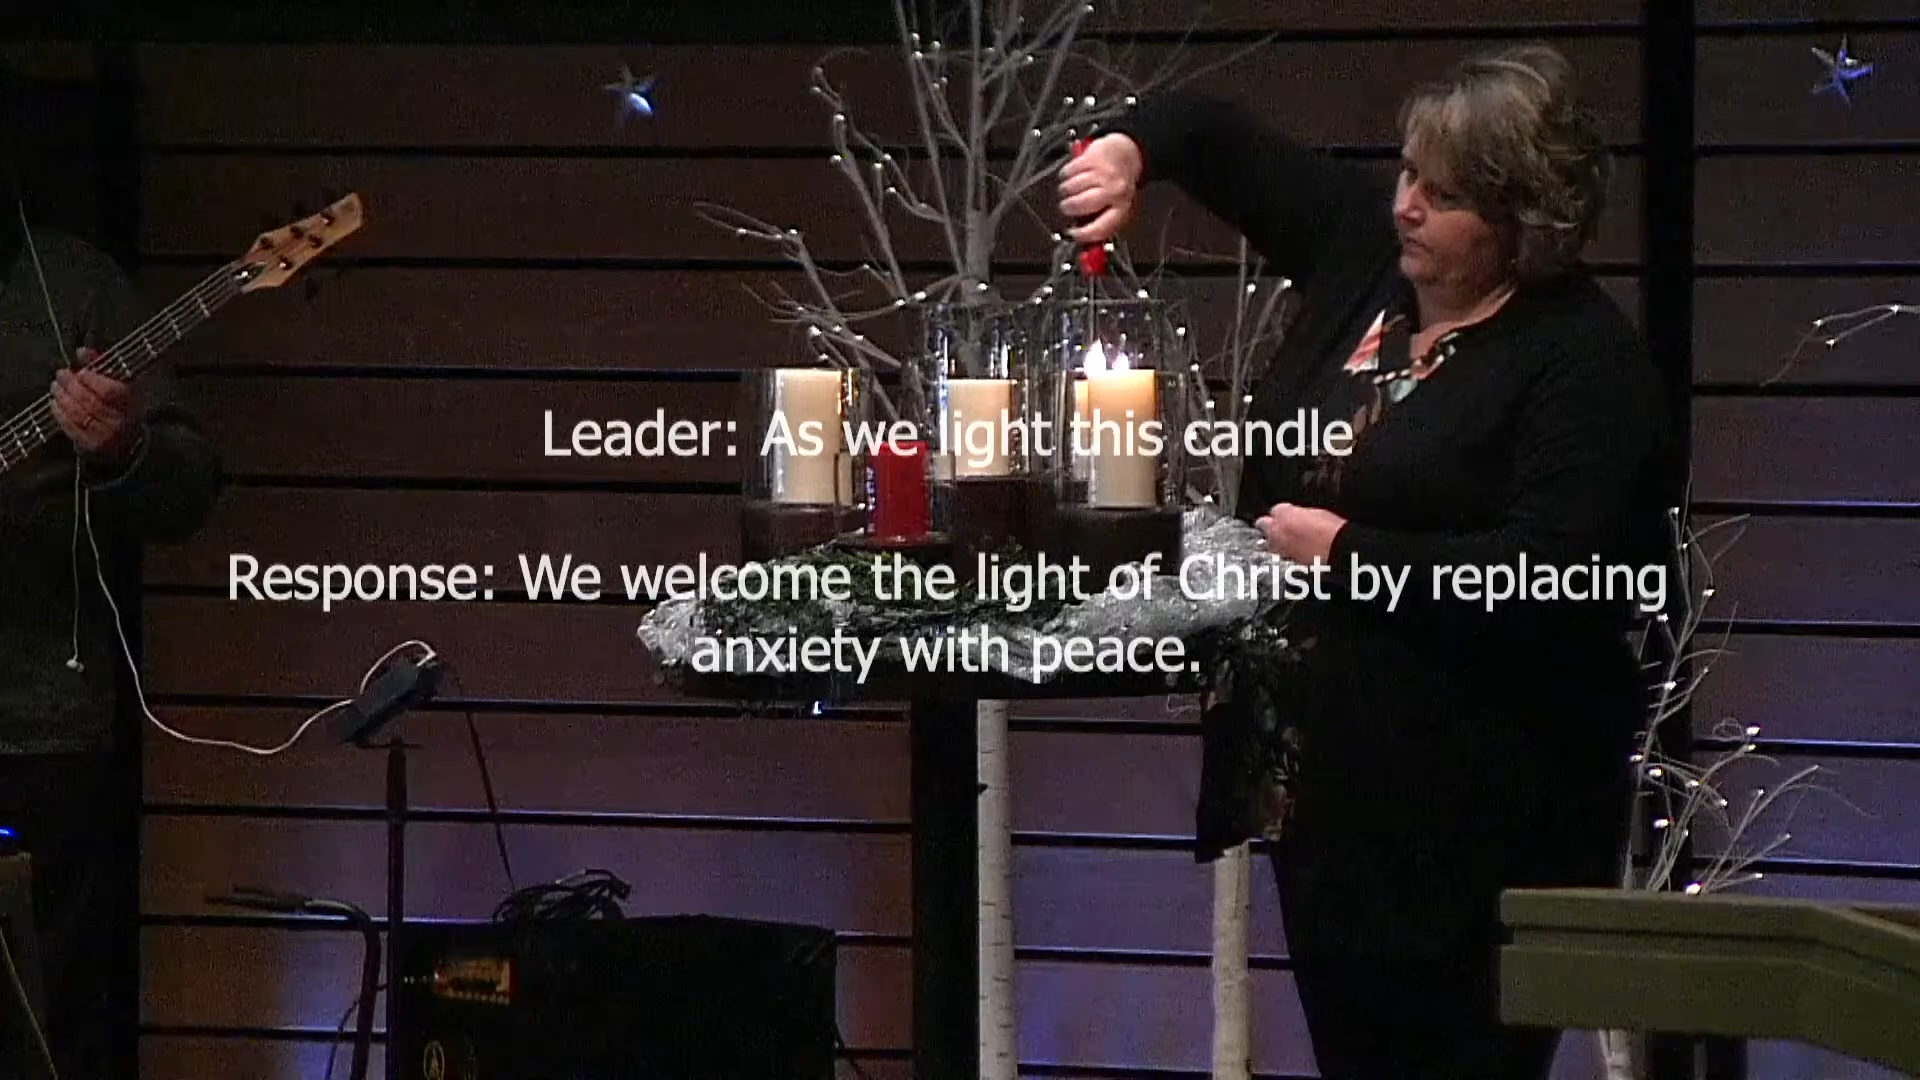 Leader: As we light this candle
Response: We welcome the light of Christ by replacing
anxiety with peace.